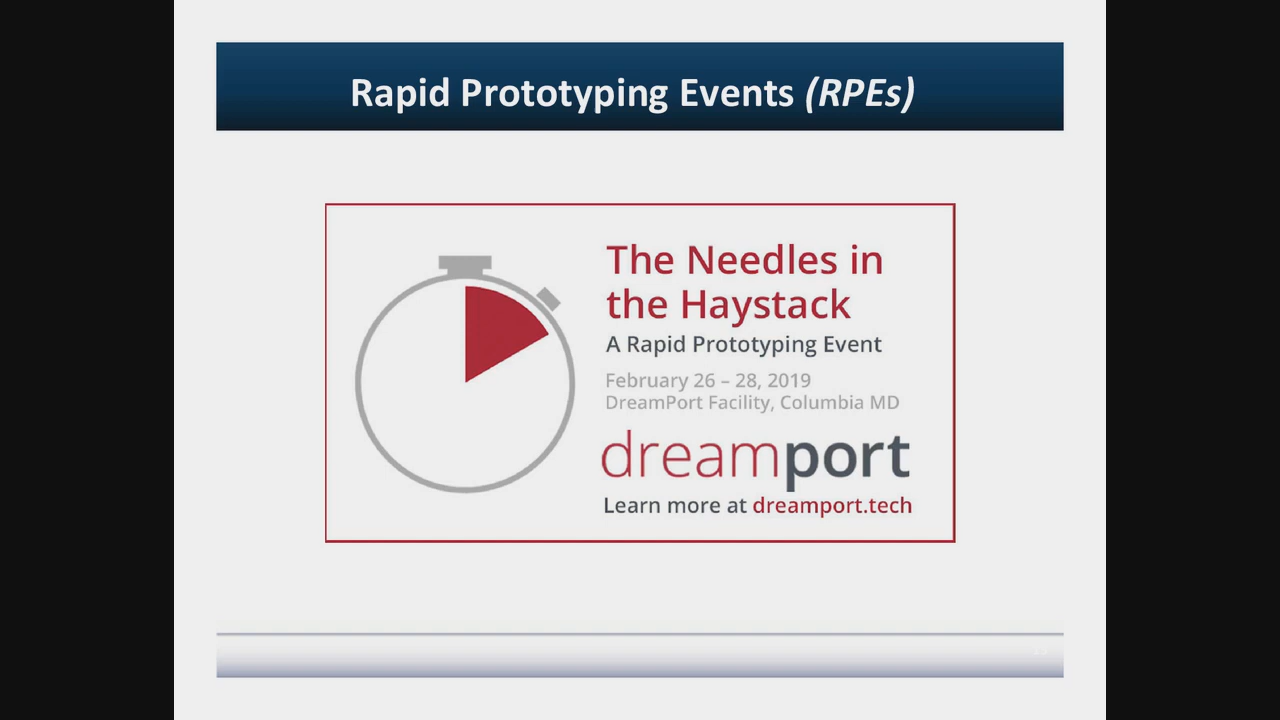 Rapid Prototyping Events (RPEs)
The Needles in
the Haystack
A Rapid Prototyping Event
February 26 – 28, 2019
DreamPort Facility, Columbia MD
dreamport
Learn more at dreamport.tech